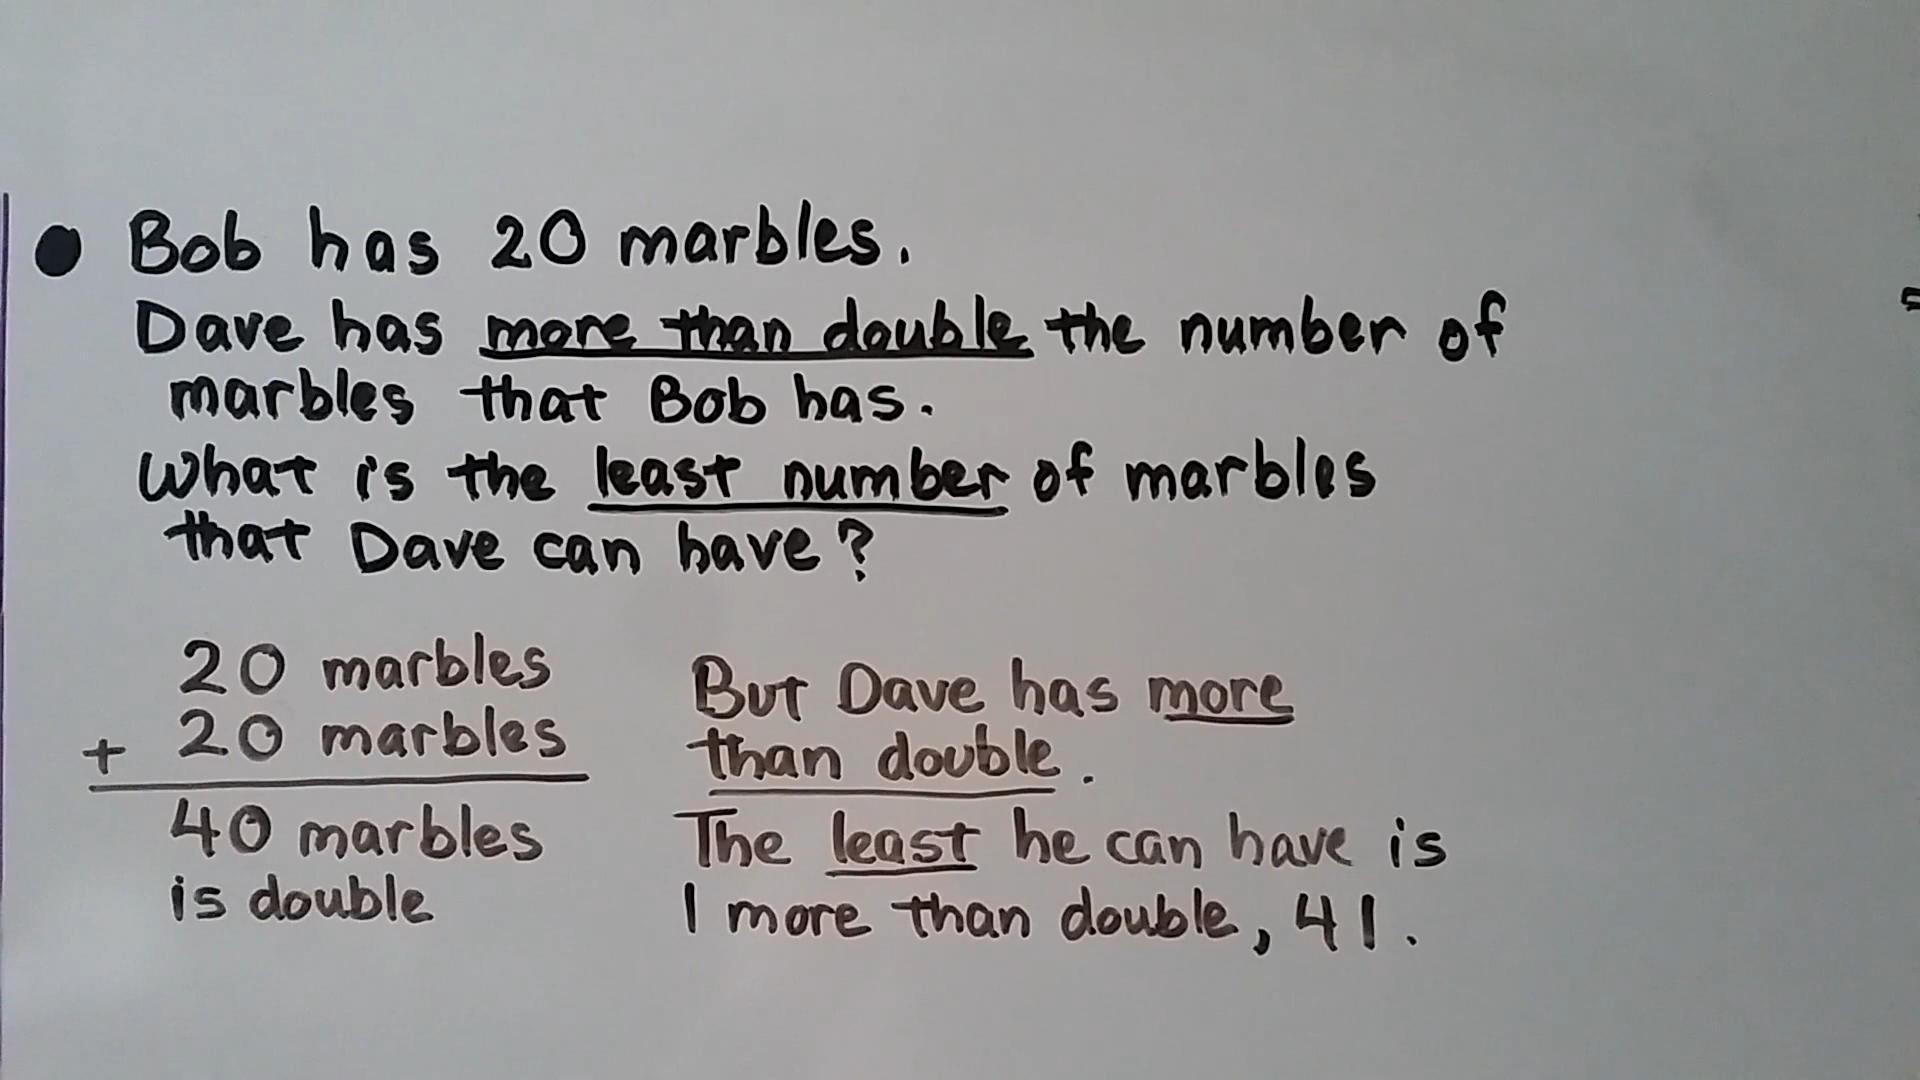 ● Bob has 20 marbles.
Dave has more than double the number of
marbles that Bob has.
What is the least number of marbles
that Dave can have?
20 marbles
+ 20 marbles
40 marbles
is double
But Dave has more
than double.
The least he can have is
1 more than double, 41.